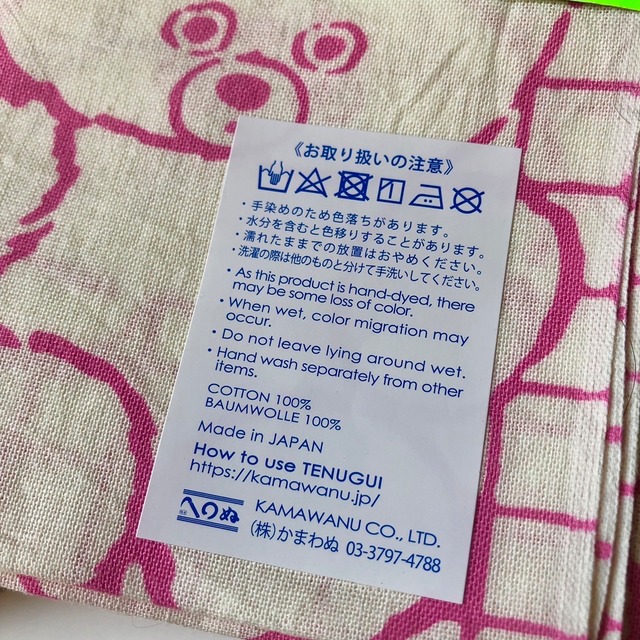 《お取り扱いの注意》
・手染めのため色落ちがあります。
・水分を含むと色移りすることがあります。
・濡れたままでの放置はおやめください。
・洗濯の際は他のものと分けて手洗いしてください。
・As this product is hand-dyed, there
may be some loss of color.
・When wet, color migration may
occur.
・Do not leave lying around wet.
・Hand wash separately from other
items.
COTTON 100%
BAUMWOLLE 100%
Made in JAPAN
How to use TENUGUI
https://kamawanu.jp/
KAMAWANU CO., LTD.
(株)かまわぬ 03-3797-4788